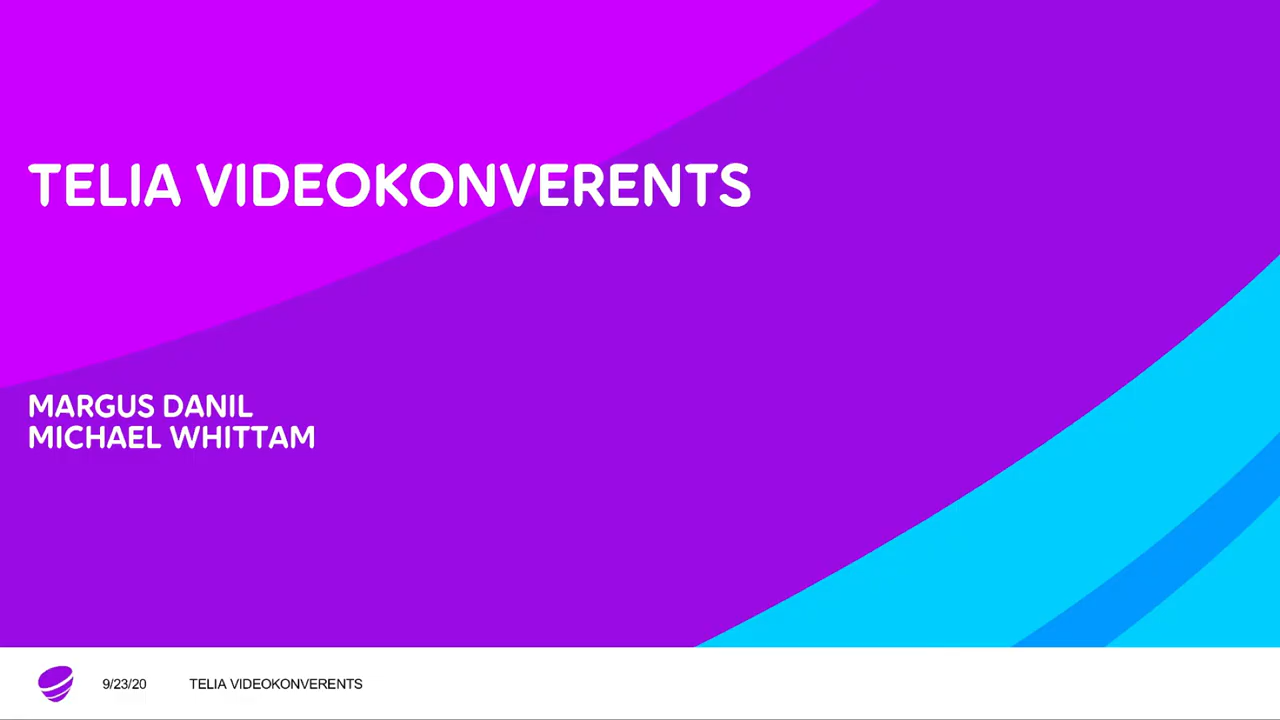 TELIA VIDEOKONVERENTS
MARGUS DANIL
MICHAEL WHITTAM
9/23/20 TELIA VIDEOKONVERENTS